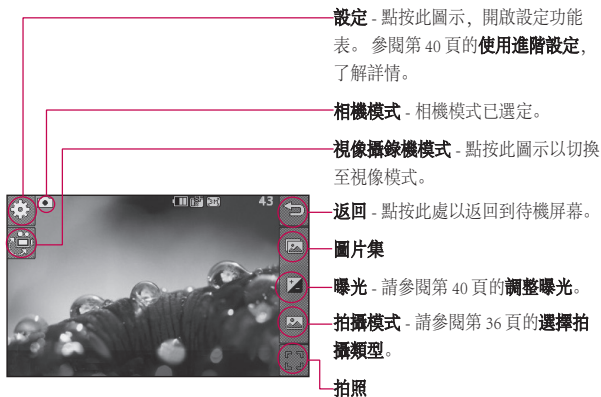 設定 - 點按此圖示，開啟設定功能
表。 參閱第 40 頁的使用進階設定，
了解詳情。
相機模式 - 相機模式已選定。
視像攝錄機模式 - 點按此圖示以切換
至視像模式。
43
返回 - 點按此處以返回到待機屏幕。
圖片集
曝光 - 請參閱第 40 頁的調整曝光。
拍攝模式 - 請參閱第 36 頁的選擇拍
攝類型。
拍照